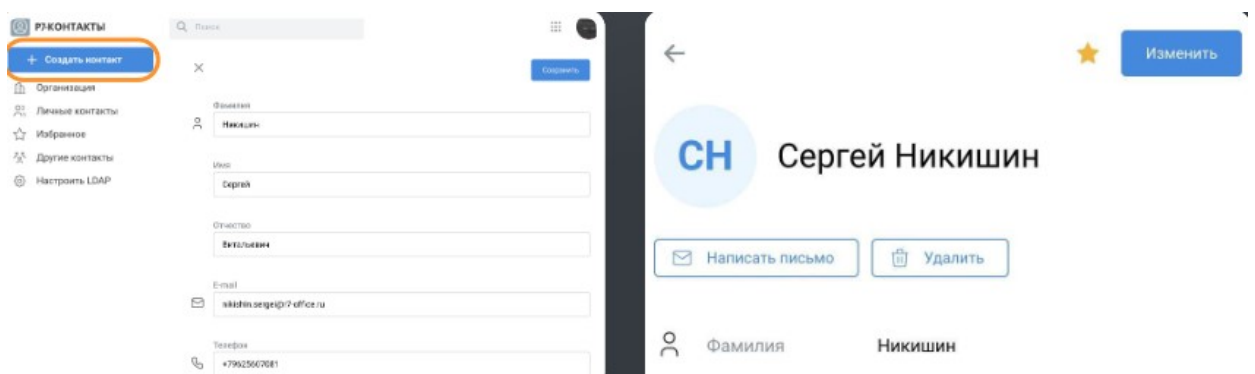 Р7-КОНТАКТЫ
Поиск
+ Создать контакт
Организация
Личные контакты
Избранное
Другие контакты
Настроить LDAP
Сохранить
Фамилия
Никишин
Имя
Сергей
Отчество
Витальевич
E-mail
nikishin.sergei@r7-office.ru
Телефон
+79625607081
Изменить
СН
Сергей Никишин
Написать письмо
Удалить
Фамилия
Никишин